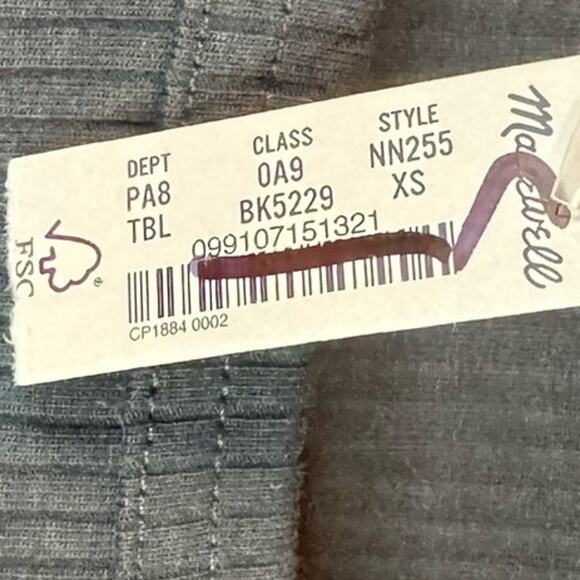 DEPT CLASS STYLE
PA8 0A9 NN255
TBL BK5229 XS
099107151321
CP1884 0002
FSC®
Madewell